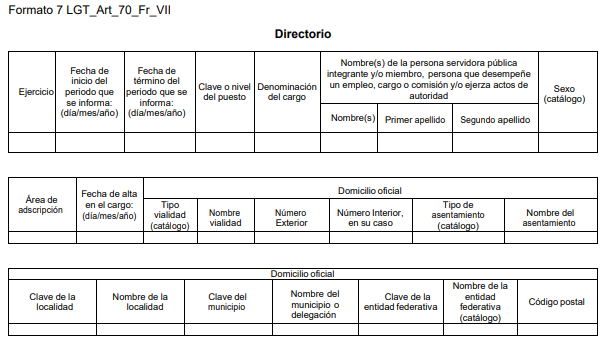 Formato 7 LGT_Art_70_Fr_VII
Directorio
Ejercicio
Fecha de
inicio del
periodo que
se informa:
(día/mes/año)
Fecha de
término del
periodo que se
informa:
(día/mes/año)
Clave o nivel
del puesto
Denominación
del cargo
Nombre(s) de la persona servidora pública
integrante y/o miembro, persona que desempeñe
un empleo, cargo o comisión y/o ejerza actos de
autoridad
Nombre(s)
Primer apellido
Segundo apellido
Sexo
(catálogo)
Área de
adscripción
Fecha de alta
en el cargo:
(día/mes/año)
Domicilio oficial
Tipo
vialidad
(catálogo)
Nombre
vialidad
Número
Exterior
Número Interior,
en su caso
Tipo de
asentamiento
(catálogo)
Nombre del
asentamiento
Domicilio oficial
Clave de la
localidad
Nombre de la
localidad
Clave del
municipio
Nombre del
municipio o
delegación
Clave de la
entidad federativa
Nombre de la
entidad
federativa
(catálogo)
Código postal